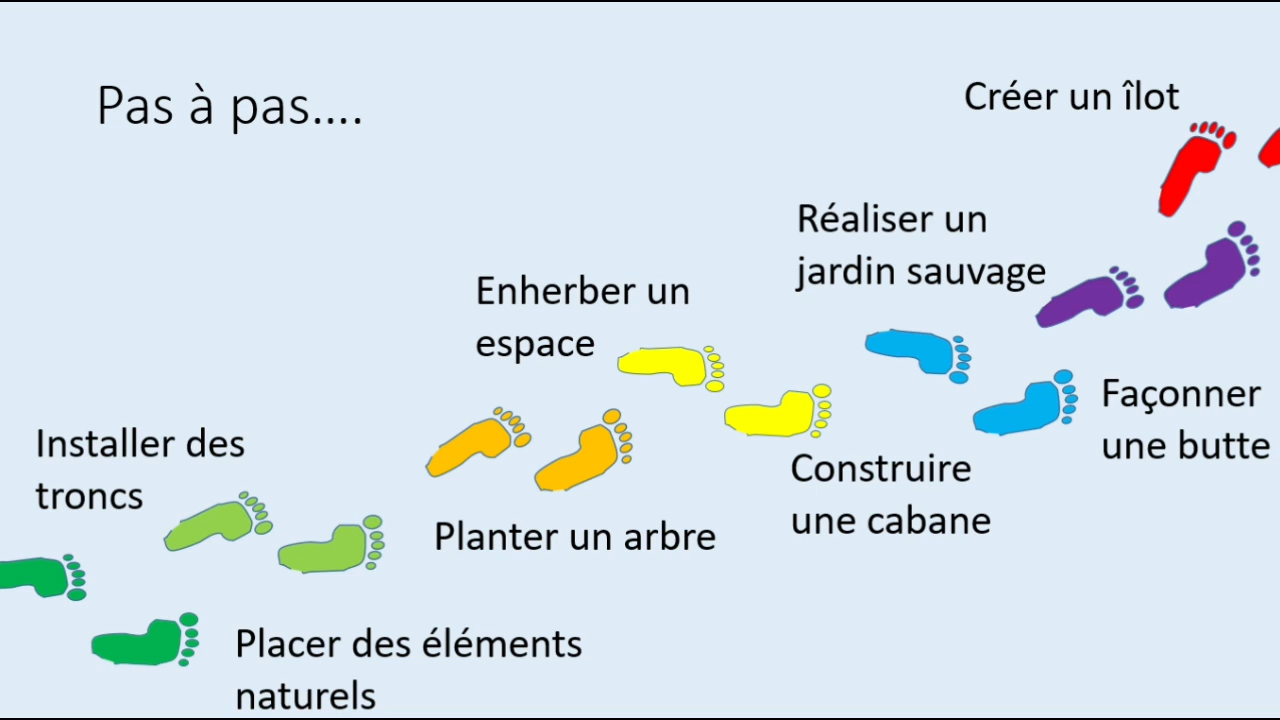 Pas à pas....
Créer un îlot
Réaliser un
jardin sauvage
Enherber un
espace
Façonner
une butte
Installer des
troncs
Construire
une cabane
Planter un arbre
Placer des éléments
naturels